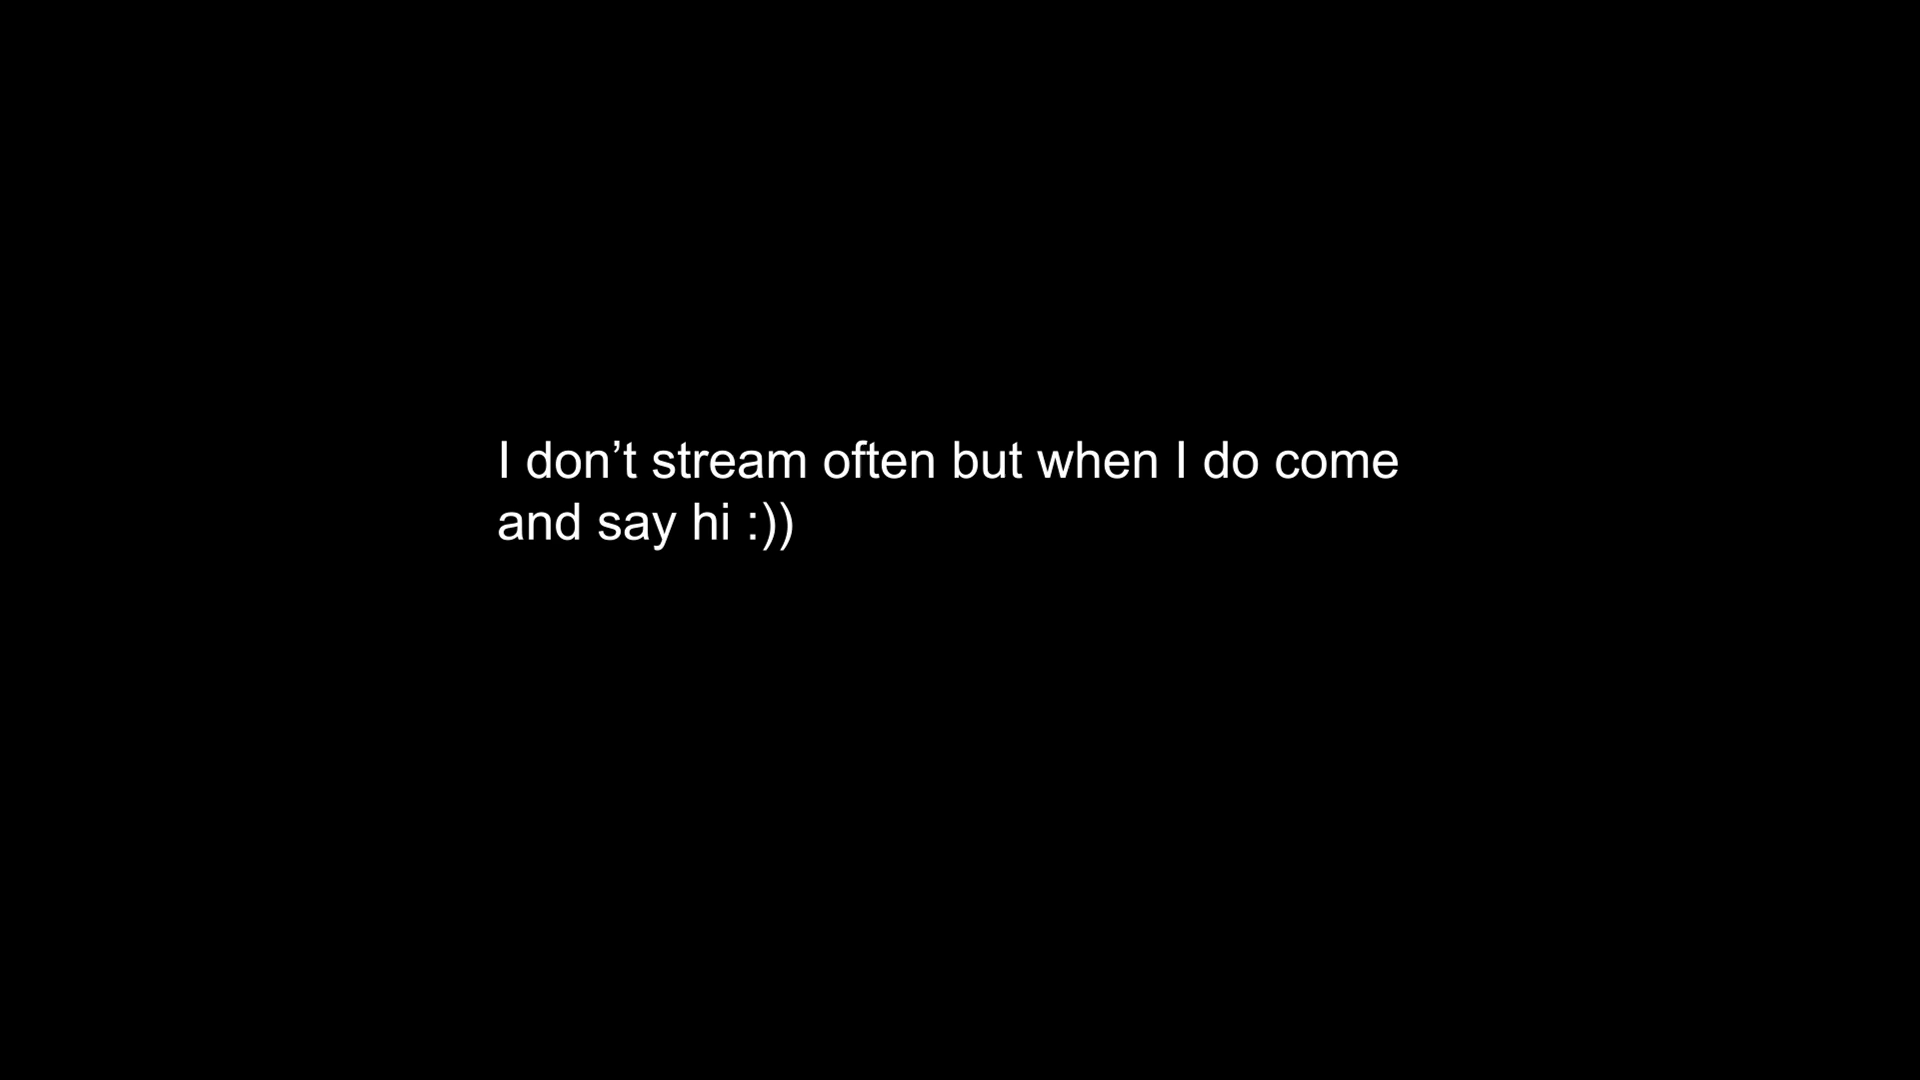 I don’t stream often but when I do come
and say hi :))